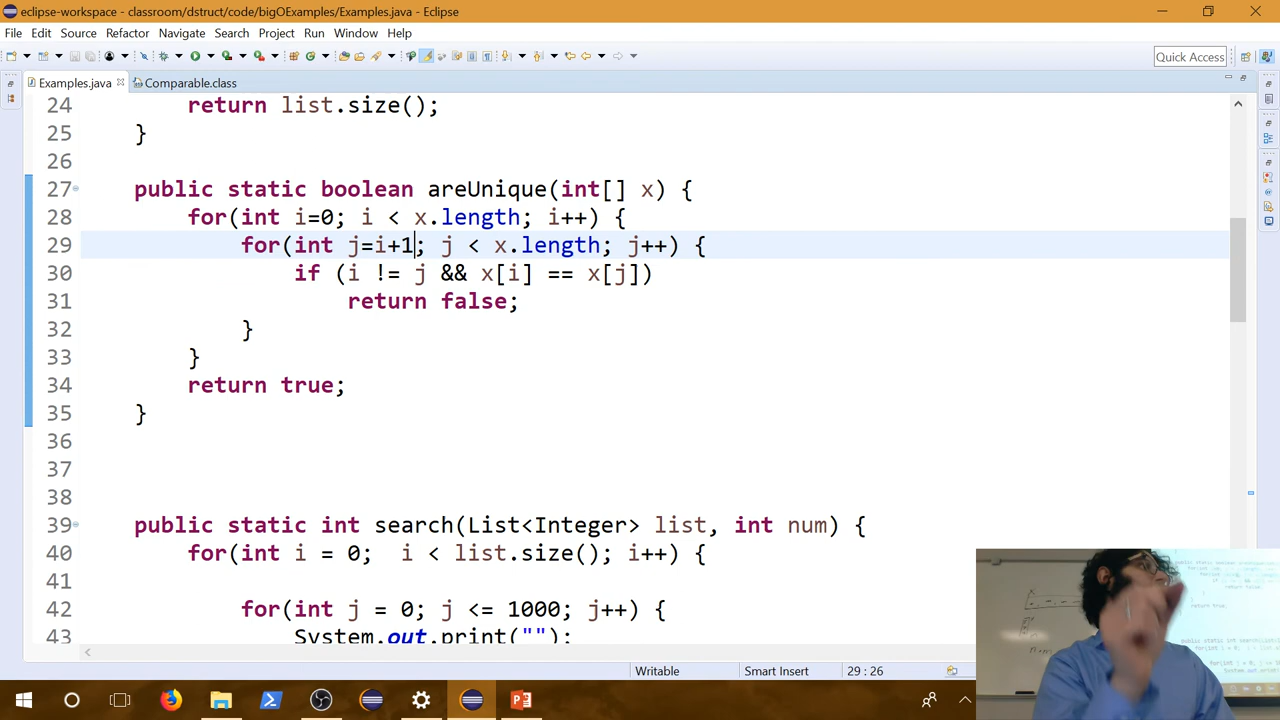 eclipse-workspace - classroom/dstruct/code/bigOExamples/Examples.java - Eclipse
File Edit Source Refactor Navigate Search Project Run Window Help
Quick Access
Examples.java Comparable.class
24 return list.size();
25 }
26
27 public static boolean areUnique(int[] x) {
28 for(int i=0; i < x.length; i++) {
29 for(int j=i+1; j < x.length; j++) {
30 if (i != j && x[i] == x[j])
31 return false;
32 }
33 }
34 return true;
35 }
36
37
38
39 public static int search(List<Integer> list, int num) {
40 for(int i = 0; i < list.size(); i++) {
41
42 for(int j = 0; j <= 1000; j++) {
43 System.out.print("");
Writable Smart Insert 29 : 26